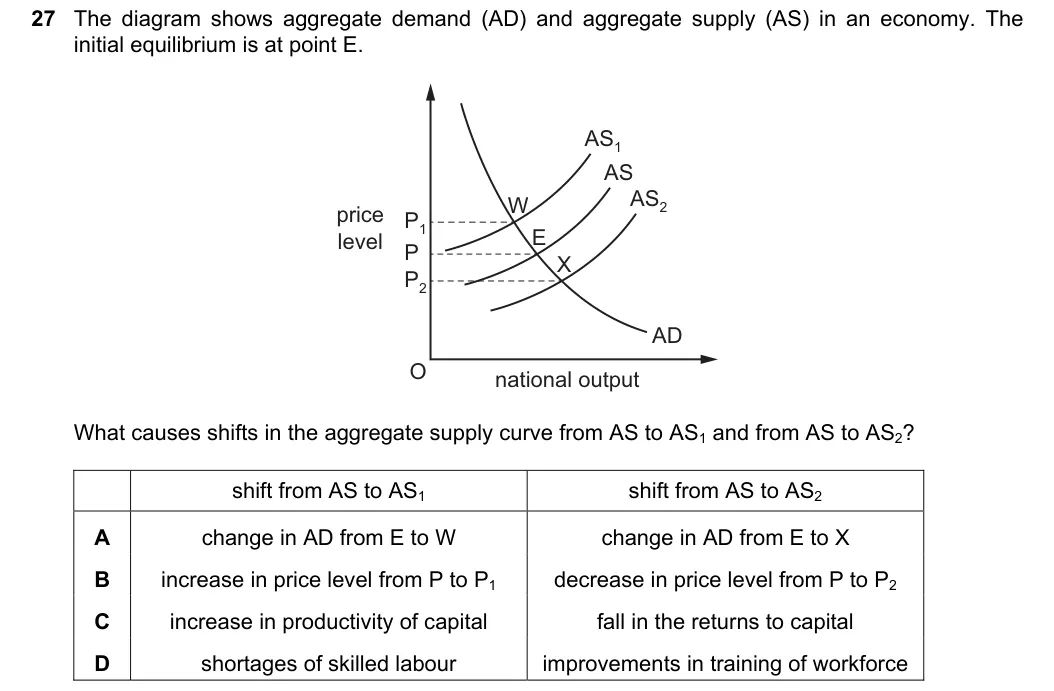 27 The diagram shows aggregate demand (AD) and aggregate supply (AS) in an economy. The
initial equilibrium is at point E.
AS₁
AS
AS₂
W
price
level
P₁
E
P
X
P₂
AD
O
national output
What causes shifts in the aggregate supply curve from AS to AS₁ and from AS to AS₂?
shift from AS to AS₁ shift from AS to AS₂
A change in AD from E to W change in AD from E to X
B increase in price level from P to P₁ decrease in price level from P to P₂
C increase in productivity of capital fall in the returns to capital
D shortages of skilled labour improvements in training of workforce